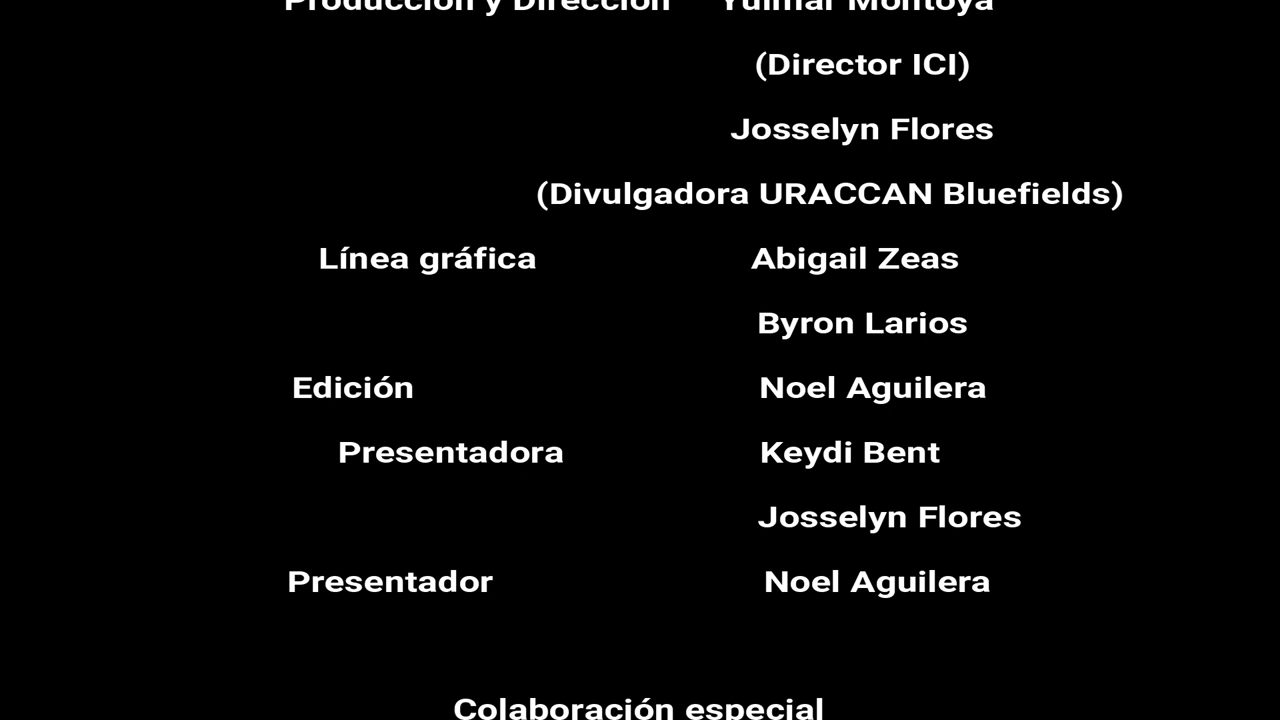 Producción y Dirección Yulmar Montoya
(Director ICI)
Josselyn Flores
(Divulgadora URACCAN Bluefields)
Línea gráfica Abigail Zeas
Byron Larios
Edición Noel Aguilera
Presentadora Keydi Bent
Josselyn Flores
Presentador Noel Aguilera
Colaboración especial